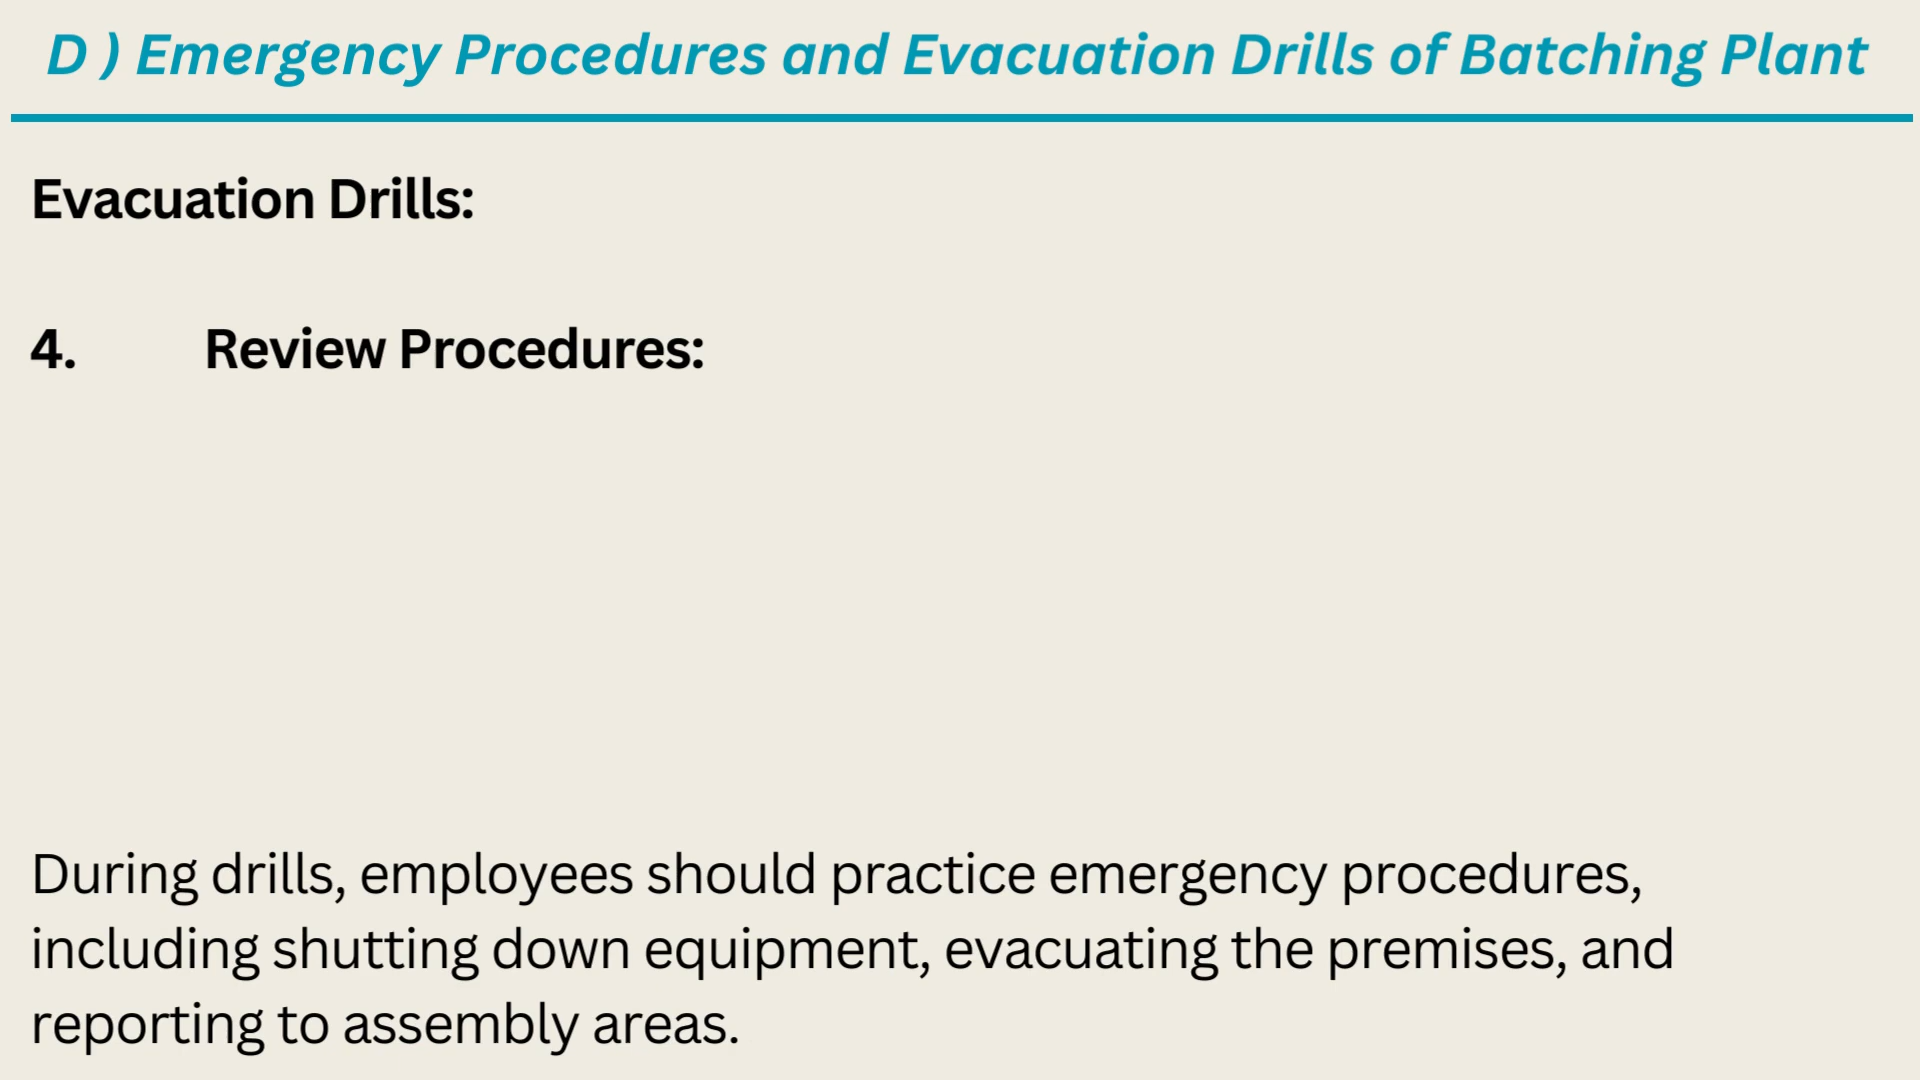 D ) Emergency Procedures and Evacuation Drills of Batching Plant
Evacuation Drills:
4. Review Procedures:
During drills, employees should practice emergency procedures,
including shutting down equipment, evacuating the premises, and
reporting to assembly areas.